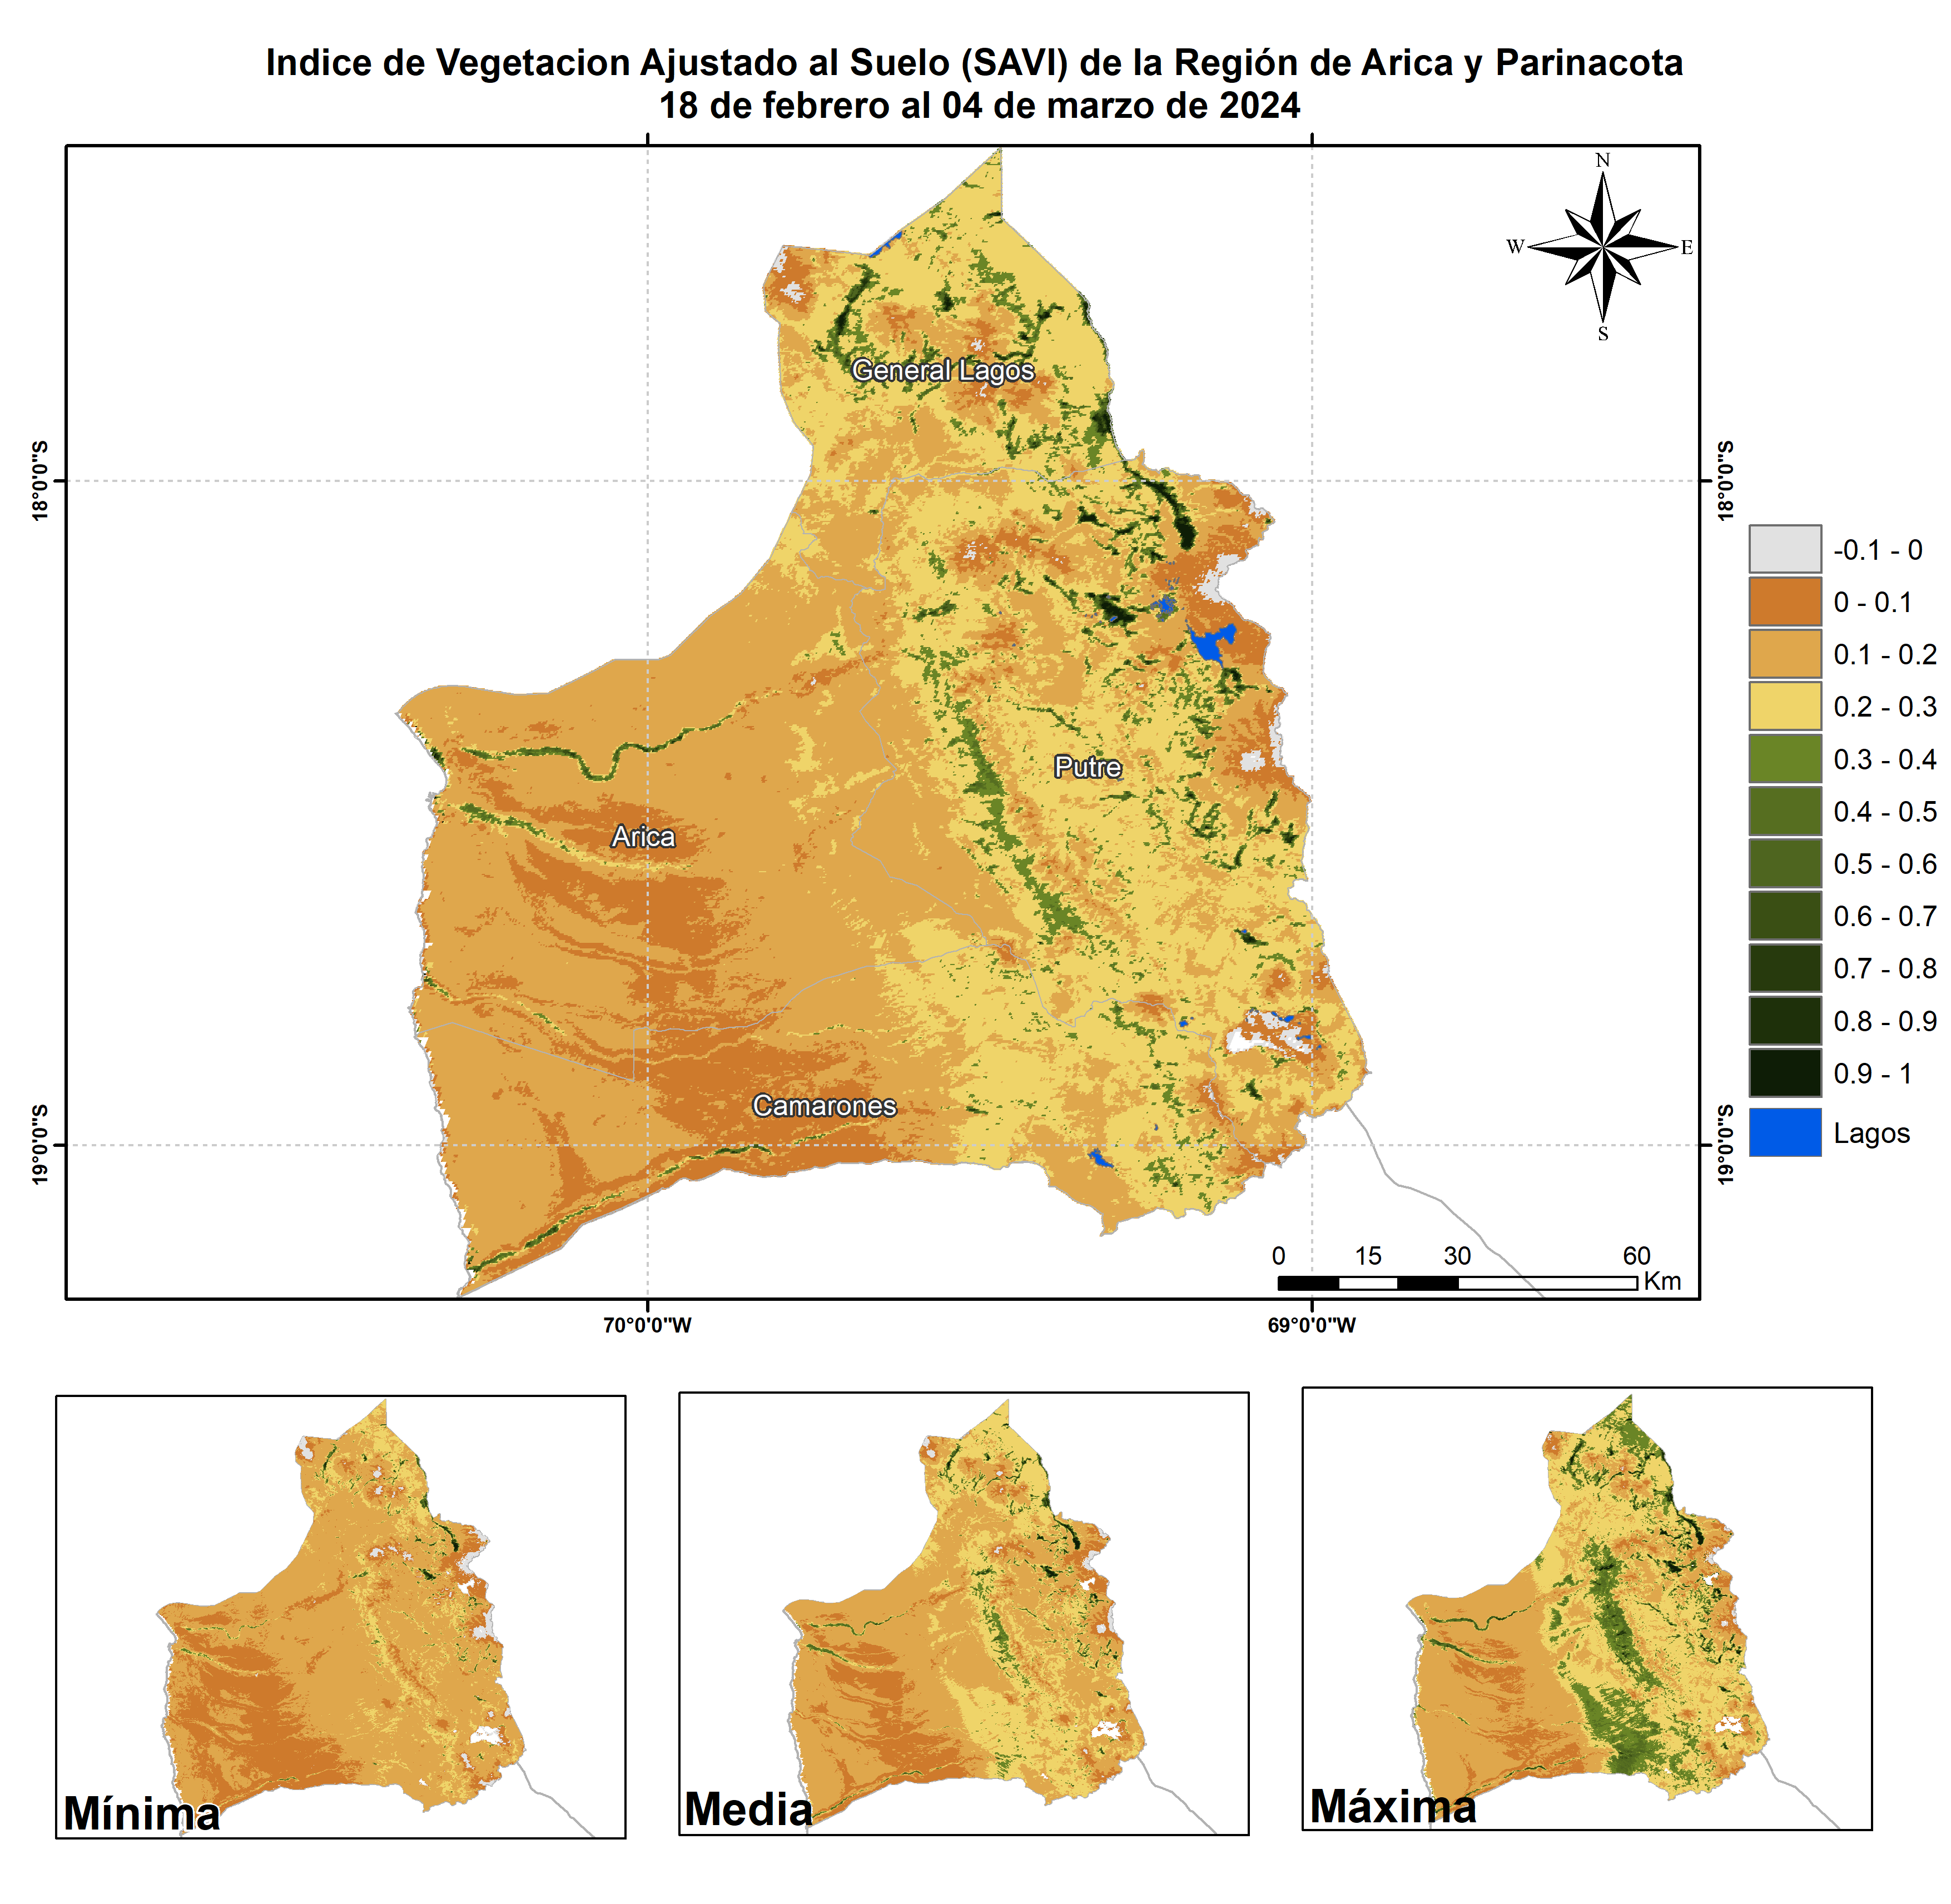 Indice de Vegetacion Ajustado al Suelo (SAVI) de la Región de Arica y Parinacota
18 de febrero al 04 de marzo de 2024
N
W
E
S
General Lagos
Putre
Arica
Camarones
18°0'0"S
18°0'0"S
19°0'0"S
19°0'0"S
70°0'0"W
69°0'0"W
0 15 30 60
Km
-0.1 - 0
0 - 0.1
0.1 - 0.2
0.2 - 0.3
0.3 - 0.4
0.4 - 0.5
0.5 - 0.6
0.6 - 0.7
0.7 - 0.8
0.8 - 0.9
0.9 - 1
Lagos
Mínima
Media
Máxima